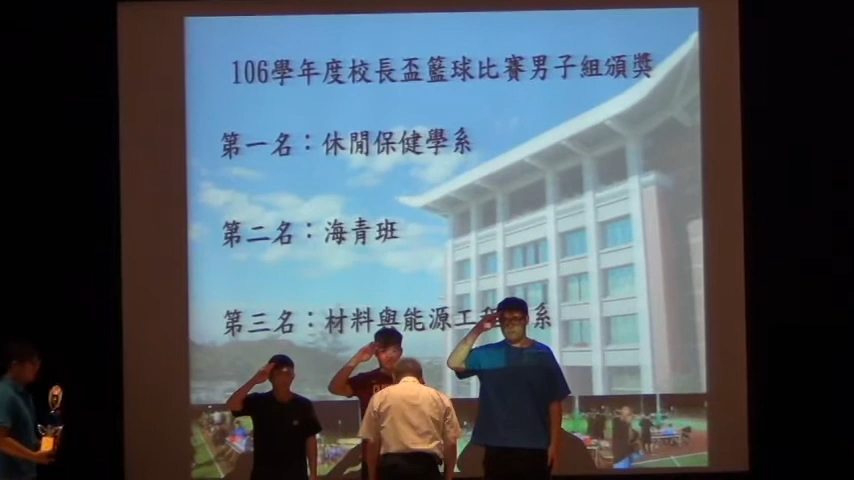 106學年度校長盃籃球比賽男子組頒獎
第一名：休閒保健學系
第二名：海青班
第三名：材料與能源工程學系